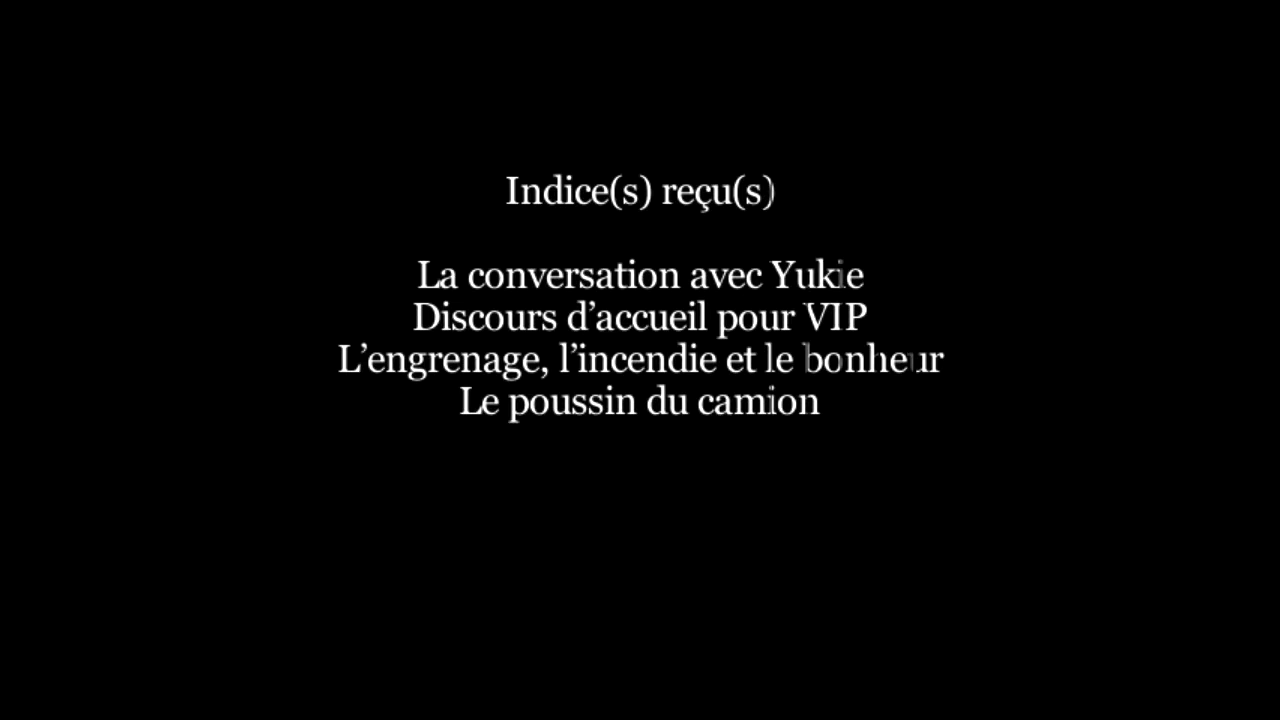 Indice(s) reçu(s)
La conversation avec Yukie
Discours d’accueil pour VIP
L’engrenage, l’incendie et le bonheur
Le poussin du camion